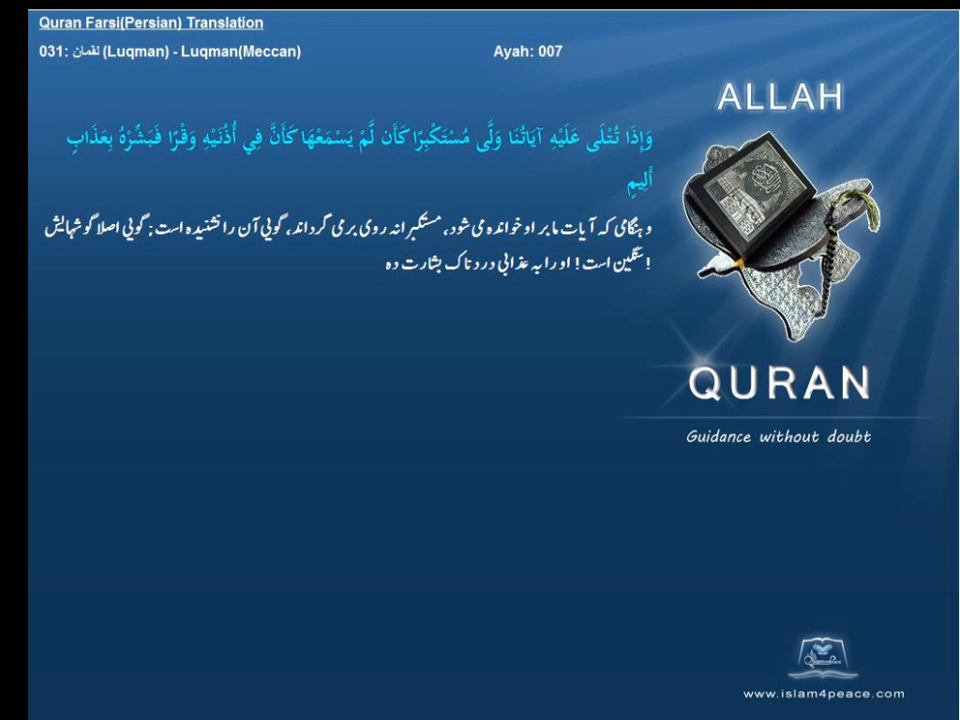 Quran Farsi(Persian) Translation
031: لقمان (Luqman) - Luqman(Meccan) Ayah: 007
ALLAH
وَإِذَا تُتْلَى عَلَيْهِ آيَاتُنَا وَلَّى مُسْتَكْبِرًا كَأَن لَّمْ يَسْمَعْهَا كَأَنَّ فِي أُذُنَيْهِ وَقْرًا فَبَشِّرْهُ بِعَذَابٍ
أَلِيمٍ
و هنگامی که آیات ما بر او خوانده می شود، مستکبرانه روی برمی گرداند، گویی آن را نشنیده است: گویی اصلا گوشهایش
سنگین است! او را به عذابی دردناک بشارت ده!
QURAN
Guidance without doubt
www.islam4peace.com